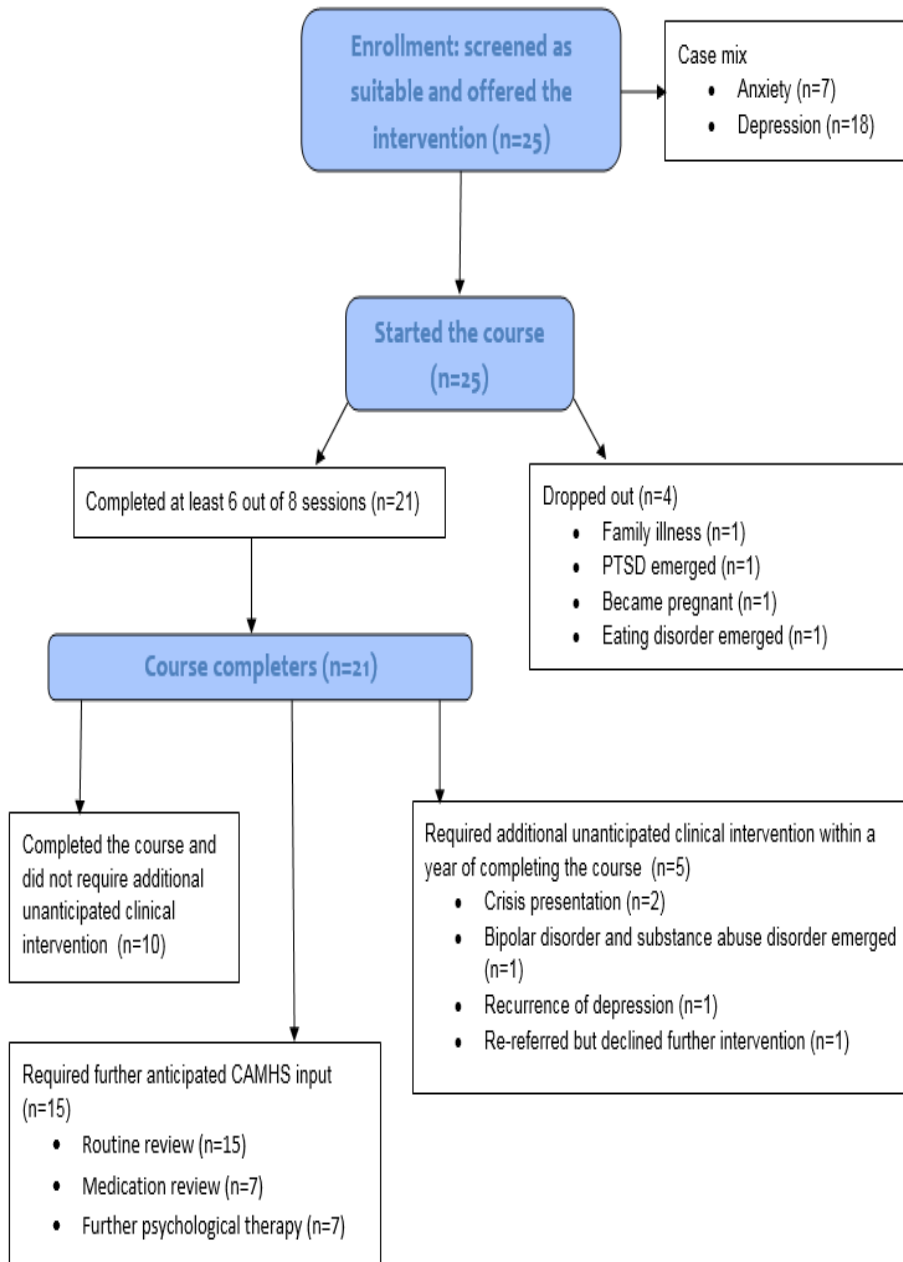 Enrollment: screened as
suitable and offered the
intervention (n=25)
Case mix
• Anxiety (n=7)
• Depression (n=18)
Started the course
(n=25)
Completed at least 6 out of 8 sessions (n=21)
Dropped out (n=4)
• Family illness (n=1)
• PTSD emerged (n=1)
• Became pregnant (n=1)
• Eating disorder emerged (n=1)
Course completers (n=21)
Completed the course and
did not require additional
unanticipated clinical
intervention (n=10)
Required additional unanticipated clinical intervention within a
year of completing the course (n=5)
• Crisis presentation (n=2)
• Bipolar disorder and substance abuse disorder emerged
(n=1)
• Recurrence of depression (n=1)
• Re-referred but declined further intervention (n=1)
Required further anticipated CAMHS input
(n=15)
• Routine review (n=15)
• Medication review (n=7)
• Further psychological therapy (n=7)